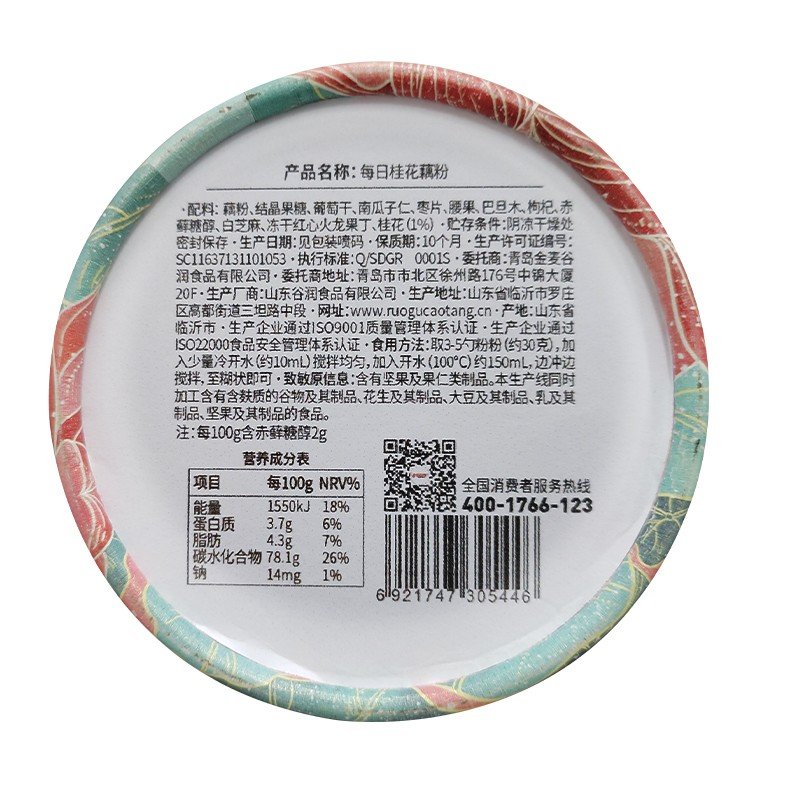 产品名称：每日桂花藕粉
·配料：藕粉、结晶果糖、葡萄干、南瓜子仁、枣片、腰果、巴旦木、枸杞、赤
藓糖醇、白芝麻、冻干红心火龙果丁、桂花(1%)·贮存条件：阴凉干燥处
密封保存·生产日期：见包装喷码·保质期：10个月·生产许可证编号：
SC11637131101053·执行标准：Q/SDGR 0001S·委托商：青岛金麦谷
润食品有限公司·委托商地址：青岛市市北区徐州路176号中锦大厦
20F·生产厂商：山东谷润食品有限公司·生产地址：山东省临沂市罗庄
区高都街道三坦路中段·网址：www.ruogucaotang.cn·产地：山东省
临沂市·生产企业通过ISO9001质量管理体系认证·生产企业通过
ISO22000食品安全管理体系认证·食用方法：取3-5勺粉粉(约30克)，加
入少量冷开水(约10mL)搅拌均匀，加入开水(100°C)约150mL，边冲边
搅拌，至糊状即可·致敏原信息：含有坚果及果仁类制品。本生产线同时
加工含有含麸质的谷物及其制品、花生及其制品、大豆及其制品、乳及其
制品、坚果及其制品的食品。
注：每100g含赤藓糖醇2g
营养成分表
项目 每100g NRV%
能量 1550kJ 18%
蛋白质 3.7g 6%
脂肪 4.3g 7%
碳水化合物 78.1g 26%
钠 14mg 1%
全国消费者服务热线
400-1766-123
6 921747 305446